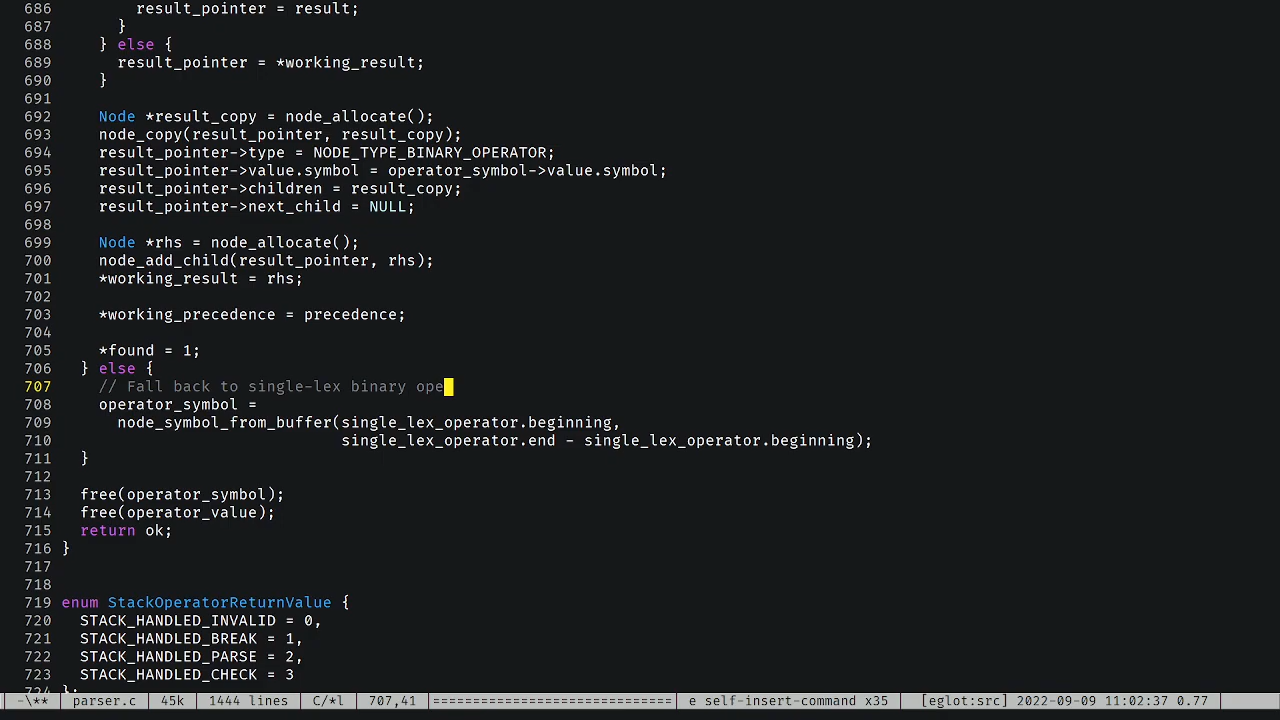 686         result_pointer = result;
687       }
688     } else {
689       result_pointer = *working_result;
690     }
691
692     Node *result_copy = node_allocate();
693     node_copy(result_pointer, result_copy);
694     result_pointer->type = NODE_TYPE_BINARY_OPERATOR;
695     result_pointer->value.symbol = operator_symbol->value.symbol;
696     result_pointer->children = result_copy;
697     result_pointer->next_child = NULL;
698
699     Node *rhs = node_allocate();
700     node_add_child(result_pointer, rhs);
701     *working_result = rhs;
702
703     *working_precedence = precedence;
704
705     *found = 1;
706   } else {
707     // Fall back to single-lex binary ope
708     operator_symbol =
709       node_symbol_from_buffer(single_lex_operator.beginning,
710                               single_lex_operator.end - single_lex_operator.beginning);
711   }
712
713   free(operator_symbol);
714   free(operator_value);
715   return ok;
716 }
717
718
719 enum StackOperatorReturnValue {
720   STACK_HANDLED_INVALID = 0,
721   STACK_HANDLED_BREAK = 1,
722   STACK_HANDLED_PARSE = 2,
723   STACK_HANDLED_CHECK = 3
724 };
-\** parser.c 45k 1444 lines C/*l 707,41 ============================= e self-insert-command x35 [eglot:src] 2022-09-09 11:02:37 0.77